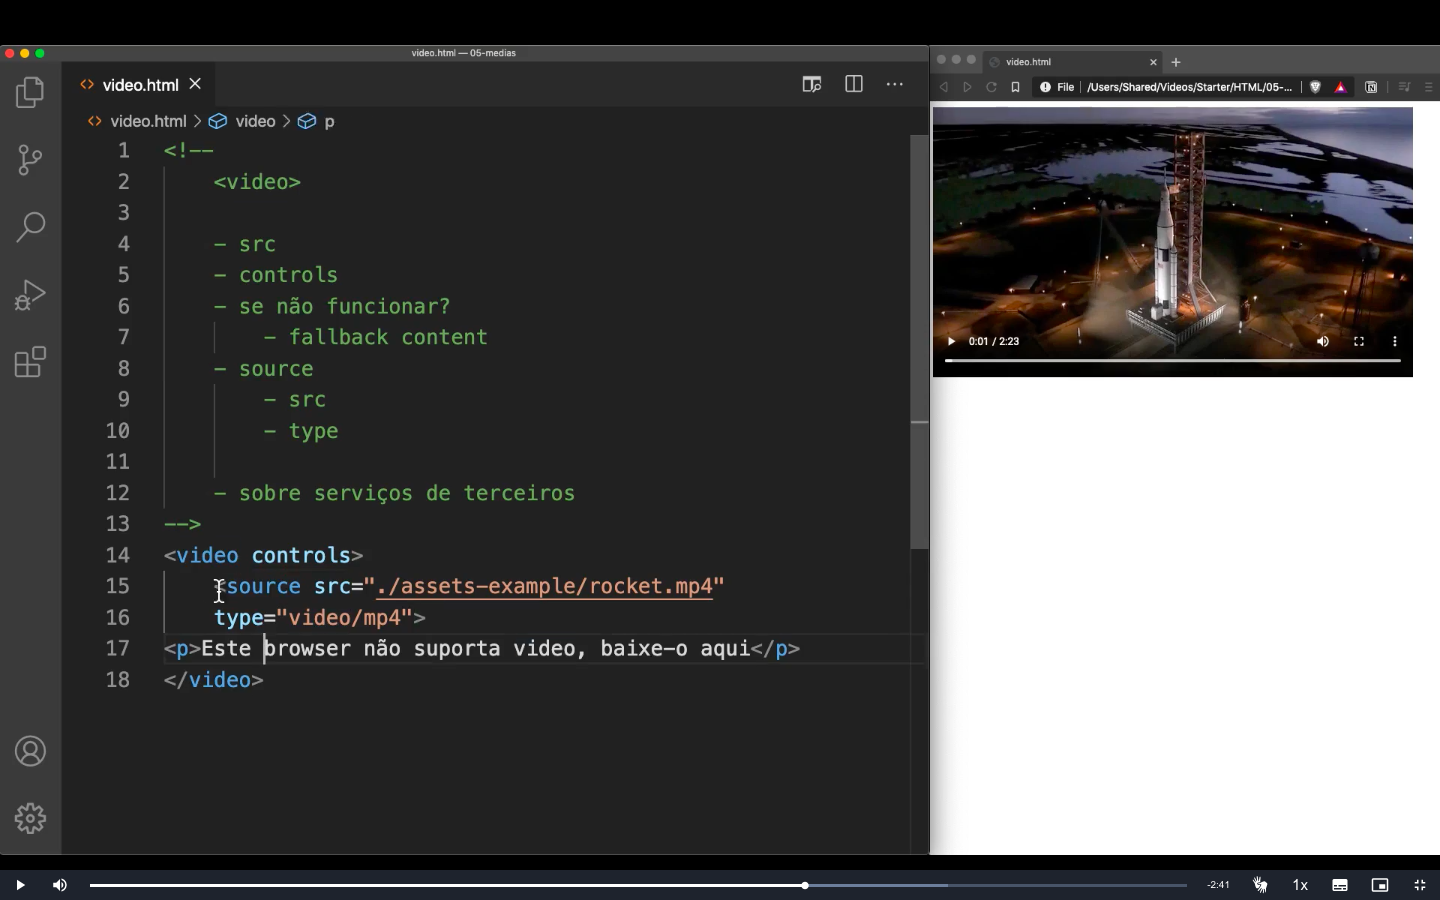 video.html — 05-medias
video.html
video.html > video > p
1 <!--
2 <video>
3
4 - src
5 - controls
6 - se não funcionar?
7 - fallback content
8 - source
9 - src
10 - type
11
12 - sobre serviços de terceiros
13 -->
14 <video controls>
15 <source src="./assets-example/rocket.mp4"
16 type="video/mp4">
17 <p>Este browser não suporta video, baixe-o aqui</p>
18 </video>
video.html
File | /Users/Shared/Videos/Starter/HTML/05-...
0:01 / 2:23
-2:41
1x